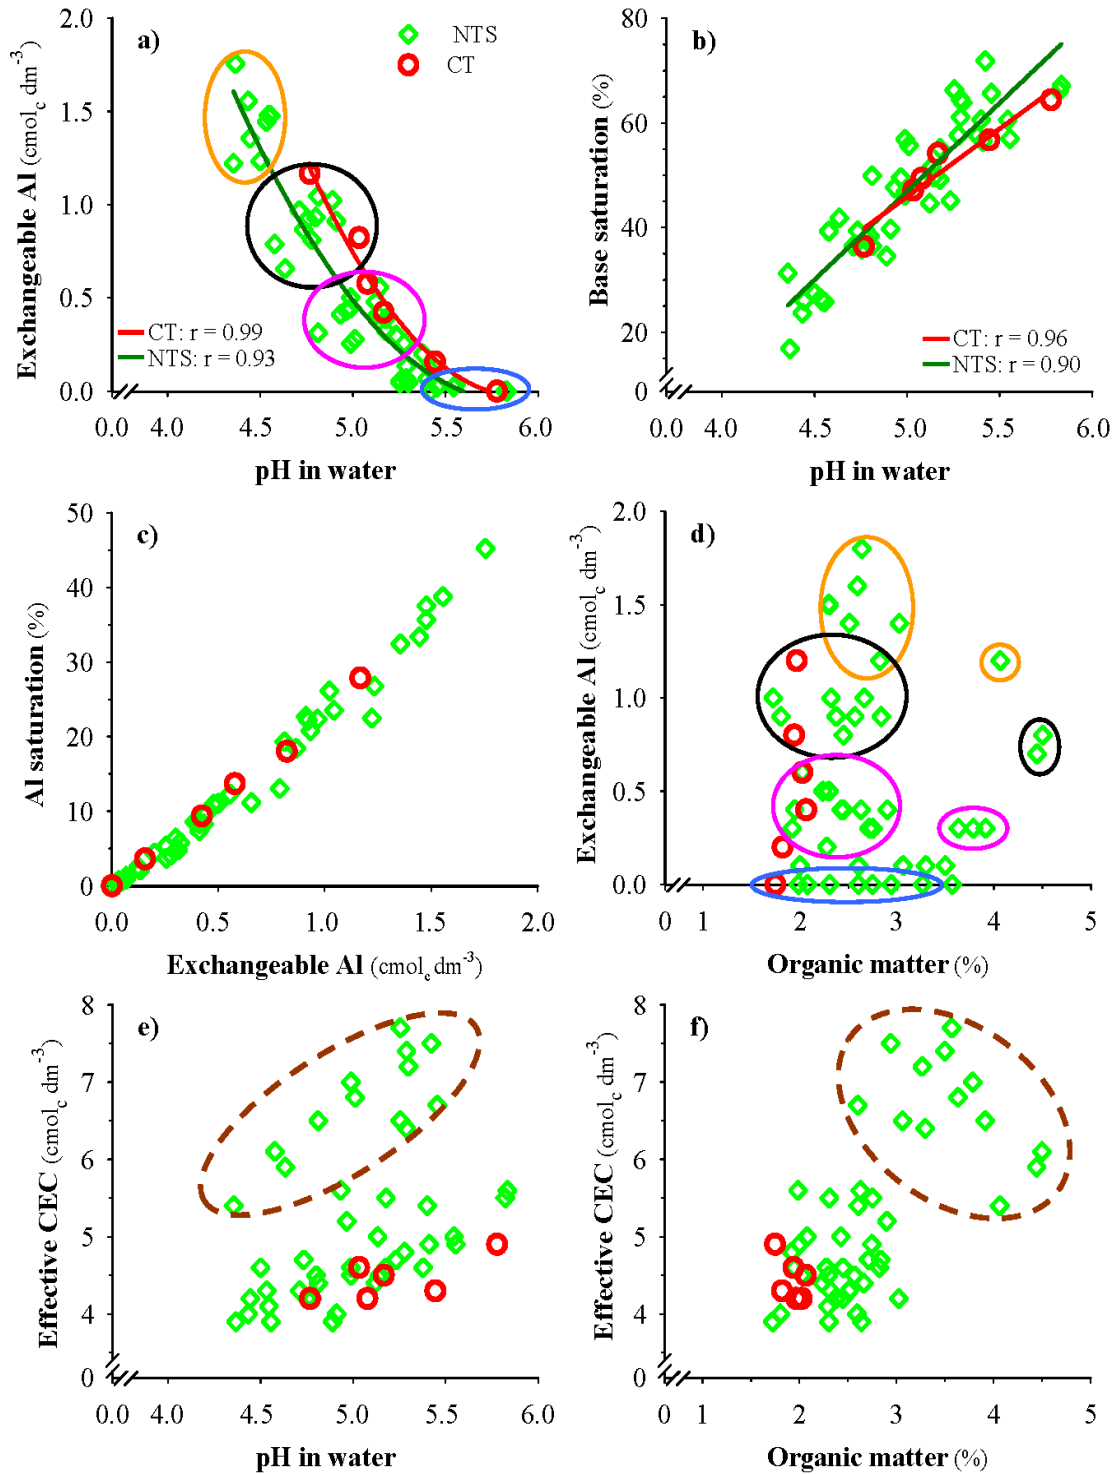 a)
NTS
CT
Exchangeable Al (cmol_c dm^-3)
2.0
1.5
1.0
0.5
0.0
CT: r = 0.99
NTS: r = 0.93
0.0 4.0 4.5 5.0 5.5 6.0
pH in water
b)
Base saturation (%)
80
60
40
20
0
CT: r = 0.96
NTS: r = 0.90
0.0 4.0 4.5 5.0 5.5 6.0
pH in water
c)
Al saturation (%)
50
40
30
20
10
0
0.0 0.5 1.0 1.5 2.0
Exchangeable Al (cmol_c dm^-3)
d)
Exchangeable Al (cmol_c dm^-3)
2.0
1.5
1.0
0.5
0.0
0 1 2 3 4 5
Organic matter (%)
e)
Effective CEC (cmol_c dm^-3)
8
7
6
5
4
0
0.0 4.0 4.5 5.0 5.5 6.0
pH in water
f)
Effective CEC (cmol_c dm^-3)
8
7
6
5
4
0
0 1 2 3 4 5
Organic matter (%)